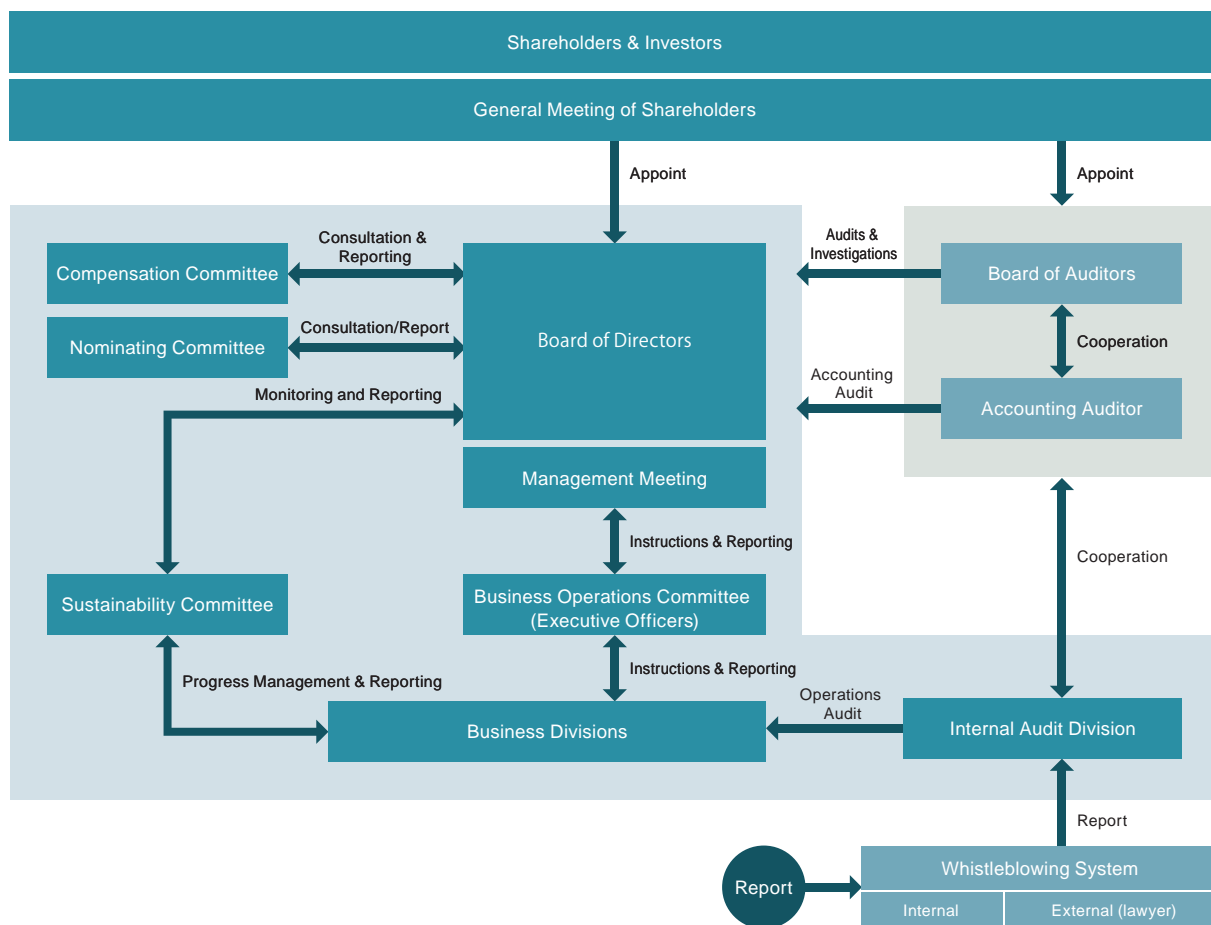 Shareholders & Investors
General Meeting of Shareholders
Appoint
Appoint
Compensation Committee
Consultation &
Reporting
Board of Directors
Audits &
Investigations
Board of Auditors
Nominating Committee
Consultation/Report
Cooperation
Monitoring and Reporting
Accounting
Audit
Accounting Auditor
Management Meeting
Instructions & Reporting
Cooperation
Sustainability Committee
Business Operations Committee
(Executive Officers)
Progress Management & Reporting
Instructions & Reporting
Business Divisions
Operations
Audit
Internal Audit Division
Report
Report
Whistleblowing System
Internal
External (lawyer)